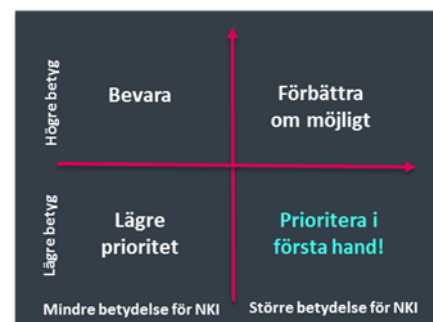 Högre betyg
Bevara
Förbättra
om möjligt
Lägre betyg
Lägre
prioritet
Prioritera i
första hand!
Mindre betydelse för NKI
Större betydelse för NKI